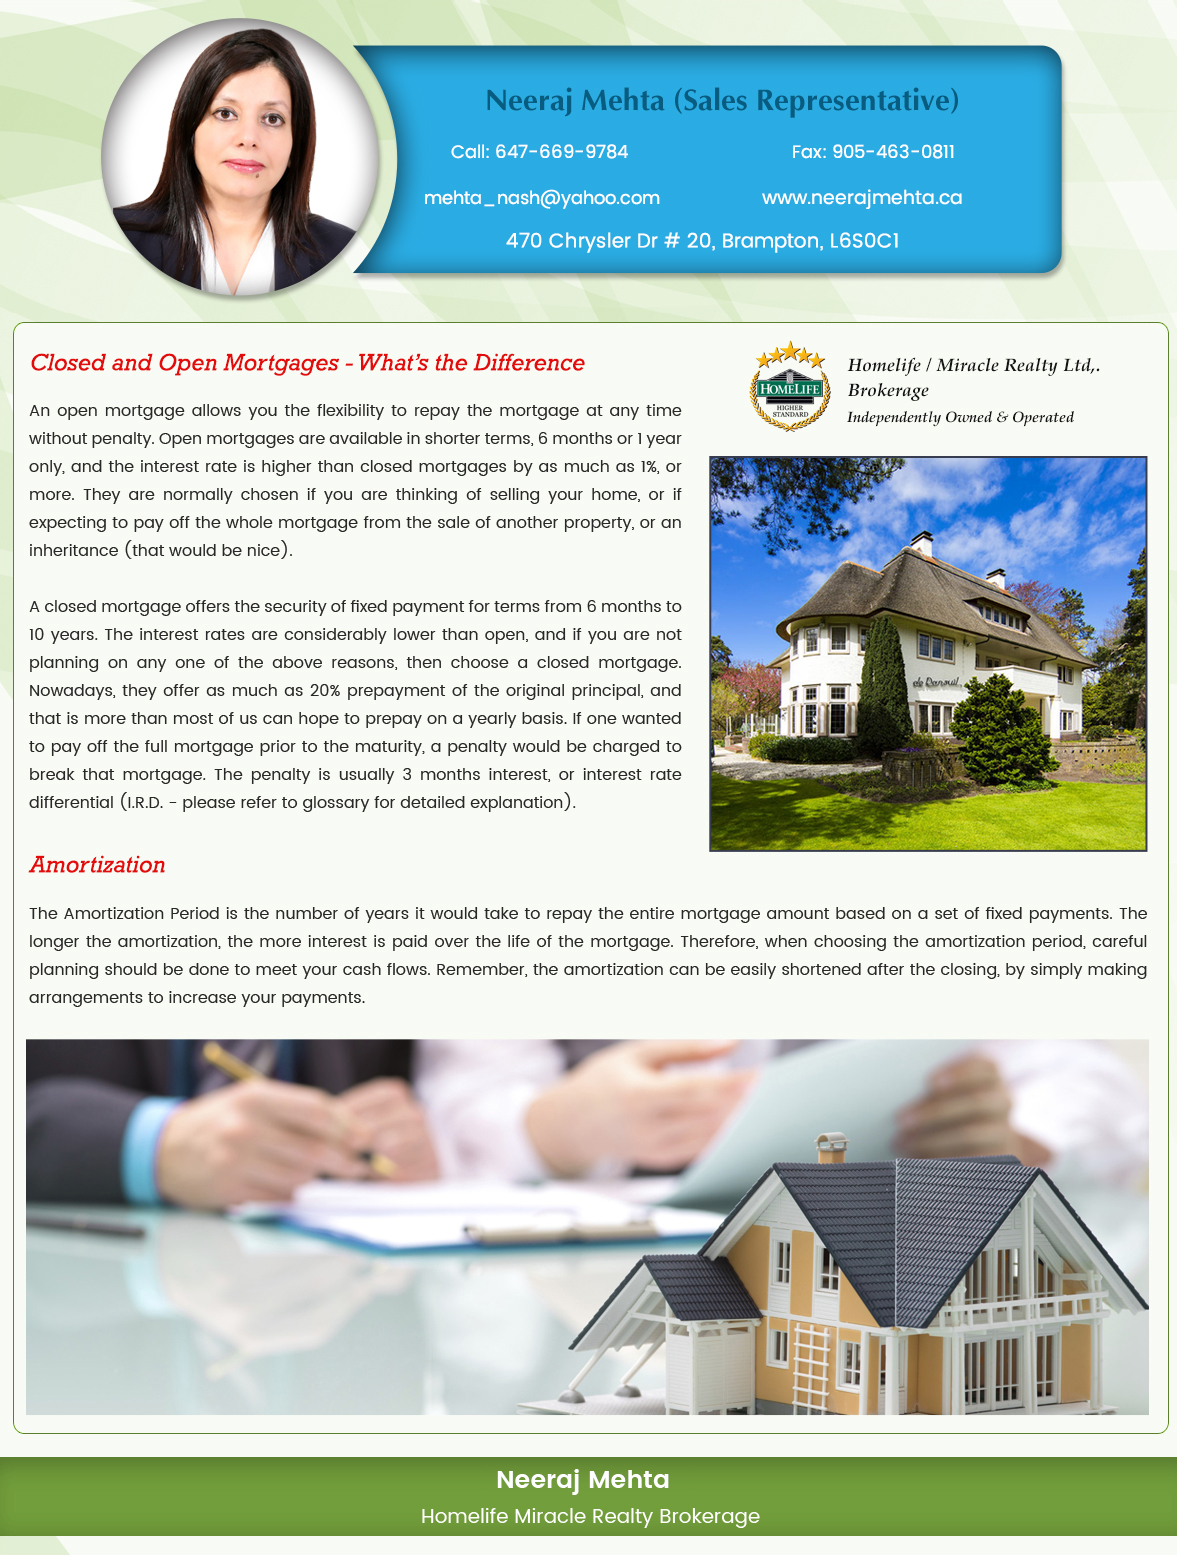 Neeraj Mehta (Sales Representative)
Call: 647-669-9784
Fax: 905-463-0811
mehta_nash@yahoo.com
www.neerajmehta.ca
470 Chrysler Dr # 20, Brampton, L6S0C1
Closed and Open Mortgages - What's the Difference
An open mortgage allows you the flexibility to repay the mortgage at any time
without penalty. Open mortgages are available in shorter terms, 6 months or 1 year
only, and the interest rate is higher than closed mortgages by as much as 1%, or
more. They are normally chosen if you are thinking of selling your home, or if
expecting to pay off the whole mortgage from the sale of another property, or an
inheritance (that would be nice).
A closed mortgage offers the security of fixed payment for terms from 6 months to
10 years. The interest rates are considerably lower than open, and if you are not
planning on any one of the above reasons, then choose a closed mortgage.
Nowadays, they offer as much as 20% prepayment of the original principal, and
that is more than most of us can hope to prepay on a yearly basis. If one wanted
to pay off the full mortgage prior to the maturity, a penalty would be charged to
break that mortgage. The penalty is usually 3 months interest, or interest rate
differential (I.R.D. - please refer to glossary for detailed explanation).
HOMELIFE
HIGHER
STANDARD
Homelife / Miracle Realty Ltd,.
Brokerage
Independently Owned & Operated
Amortization
The Amortization Period is the number of years it would take to repay the entire mortgage amount based on a set of fixed payments. The
longer the amortization, the more interest is paid over the life of the mortgage. Therefore, when choosing the amortization period, careful
planning should be done to meet your cash flows. Remember, the amortization can be easily shortened after the closing, by simply making
arrangements to increase your payments.
Neeraj Mehta
Homelife Miracle Realty Brokerage